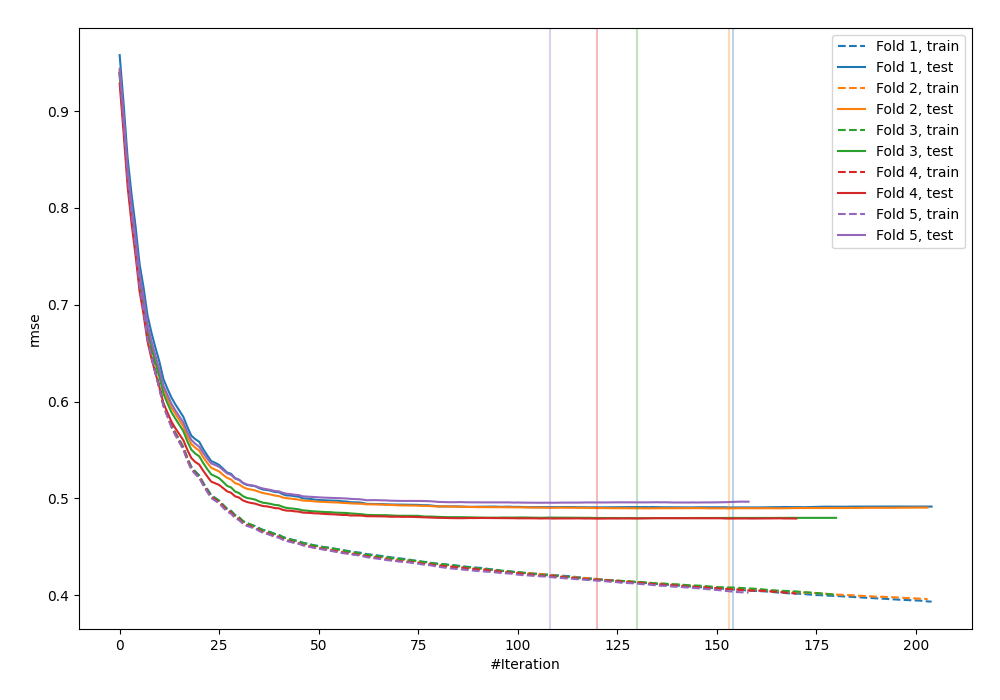 0.9
0.8
0.7
0.6
0.5
0.4
rmse
0 25 50 75 100 125 150 175 200
#Iteration
Fold 1, train
Fold 1, test
Fold 2, train
Fold 2, test
Fold 3, train
Fold 3, test
Fold 4, train
Fold 4, test
Fold 5, train
Fold 5, test